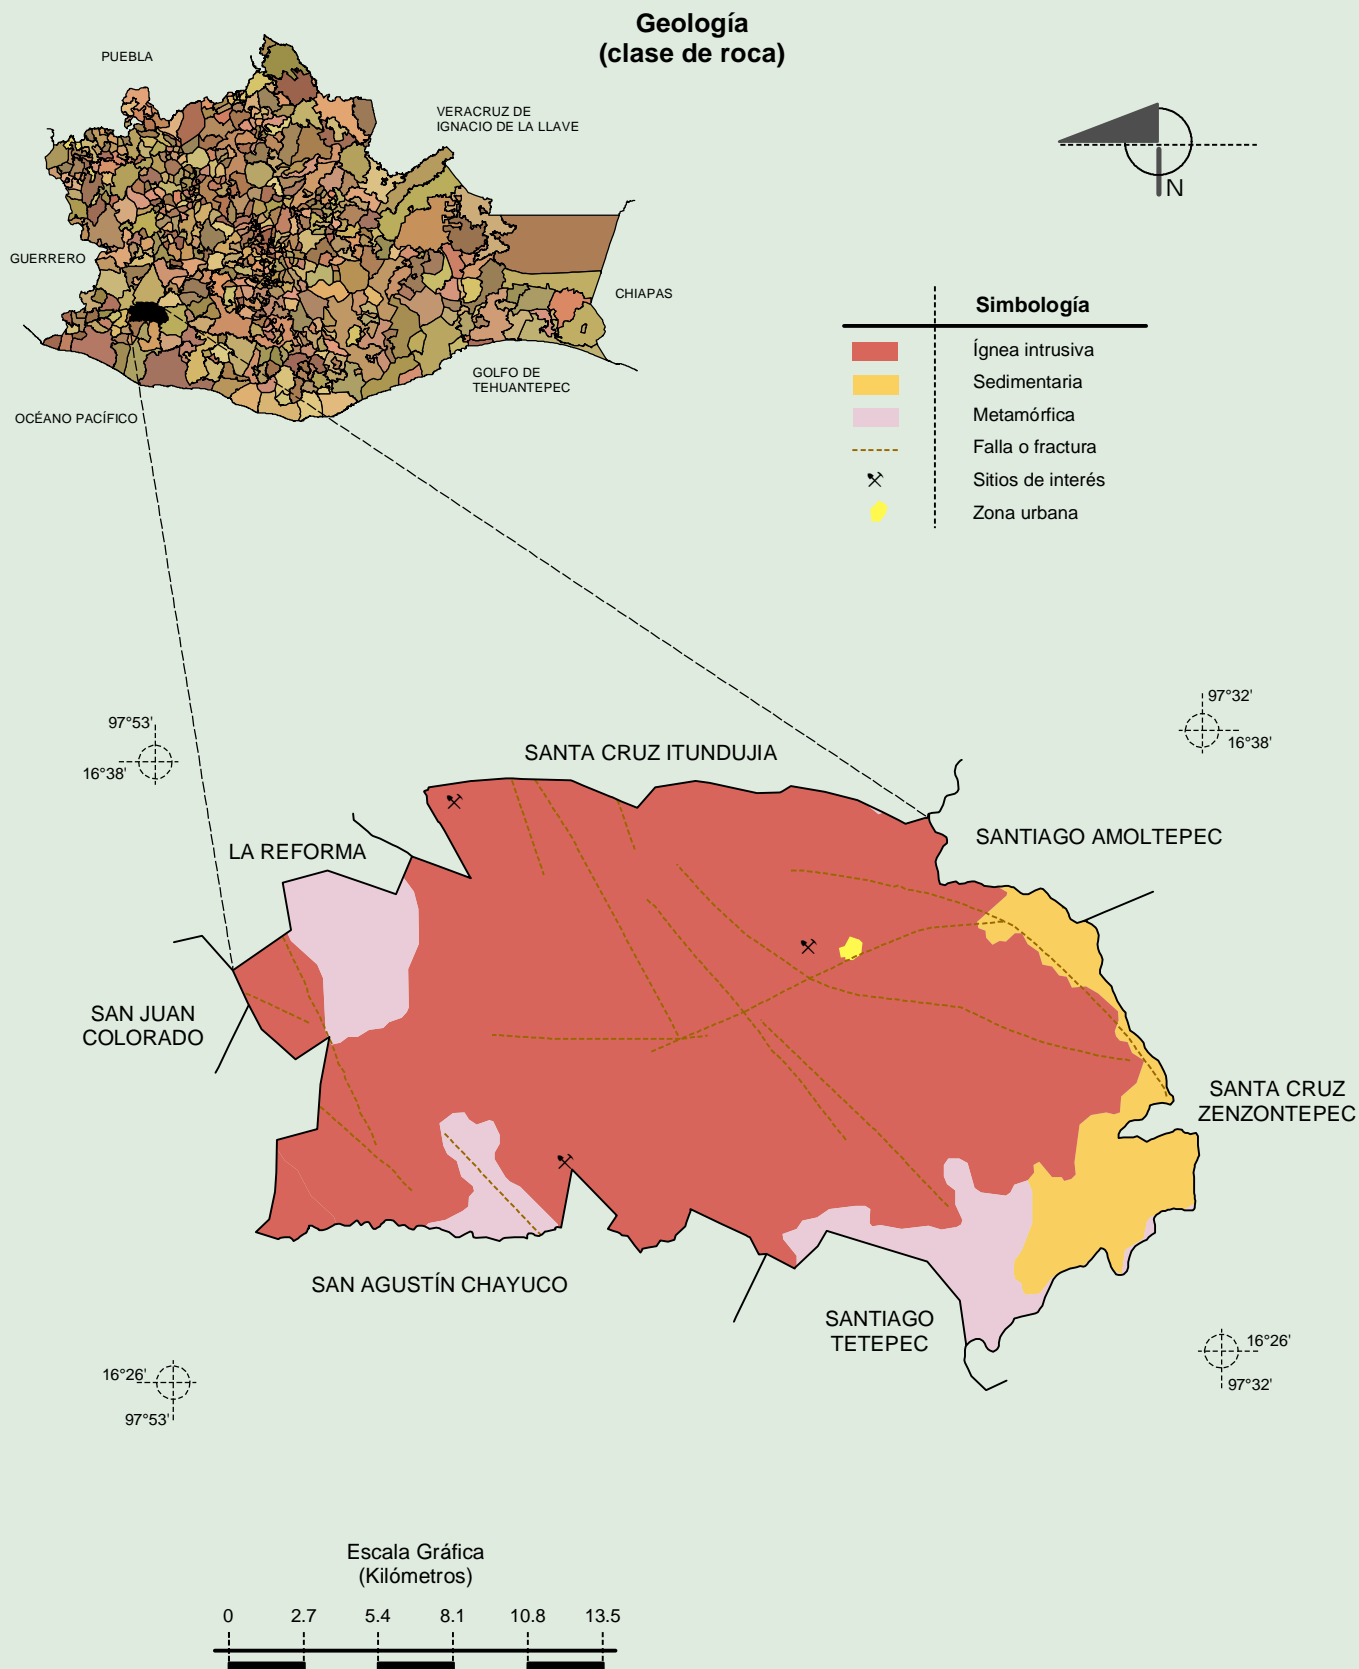 Geología
(clase de roca)
PUEBLA
VERACRUZ DE
IGNACIO DE LA LLAVE
N
GUERRERO
CHIAPAS
GOLFO DE
TEHUANTEPEC
OCÉANO PACÍFICO
Simbología
Ígnea intrusiva
Sedimentaria
Metamórfica
Falla o fractura
Sitios de interés
Zona urbana
97°53'
16°38'
97°32'
16°38'
SANTA CRUZ ITUNDUJIA
SANTIAGO AMOLTEPEC
LA REFORMA
SAN JUAN
COLORADO
SANTA CRUZ
ZENZONTEPEC
SAN AGUSTÍN CHAYUCO
SANTIAGO
TETEPEC
16°26'
97°53'
16°26'
97°32'
Escala Gráfica
(Kilómetros)
0 2.7 5.4 8.1 10.8 13.5